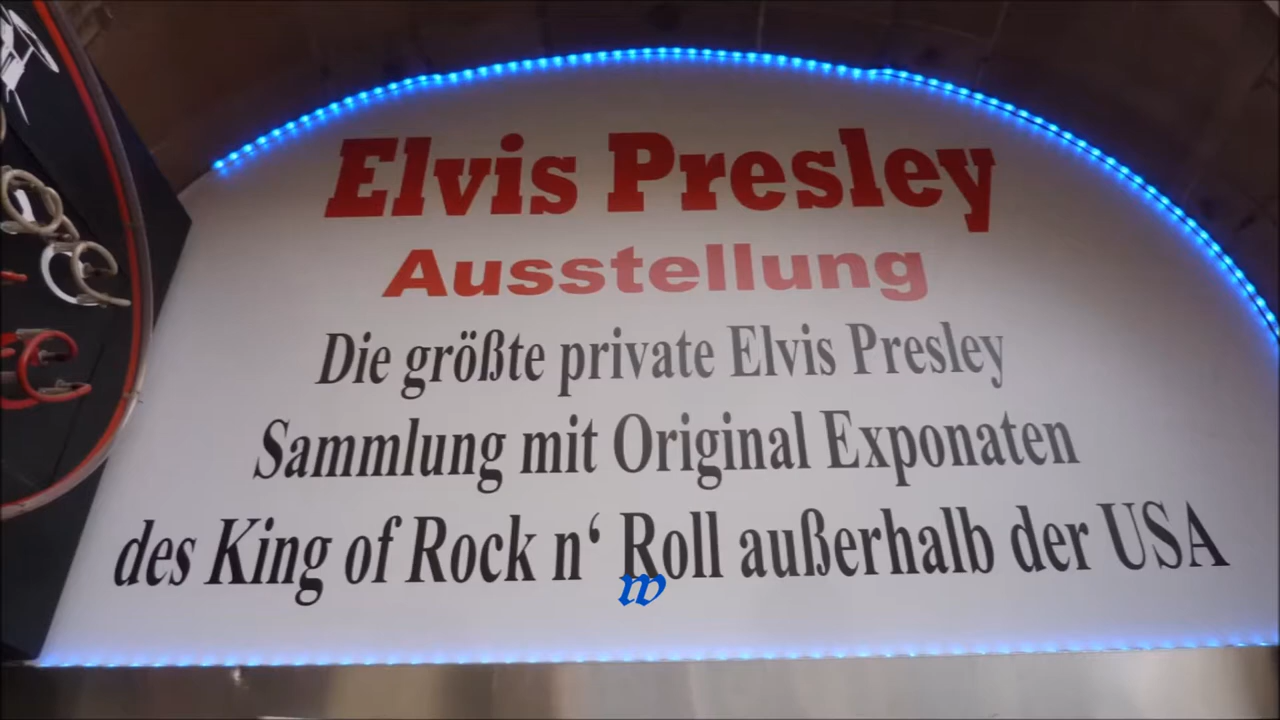 Elvis Presley
Ausstellung
Die größte private Elvis Presley
Sammlung mit Original Exponaten
des King of Rock n‘ Roll außerhalb der USA
w